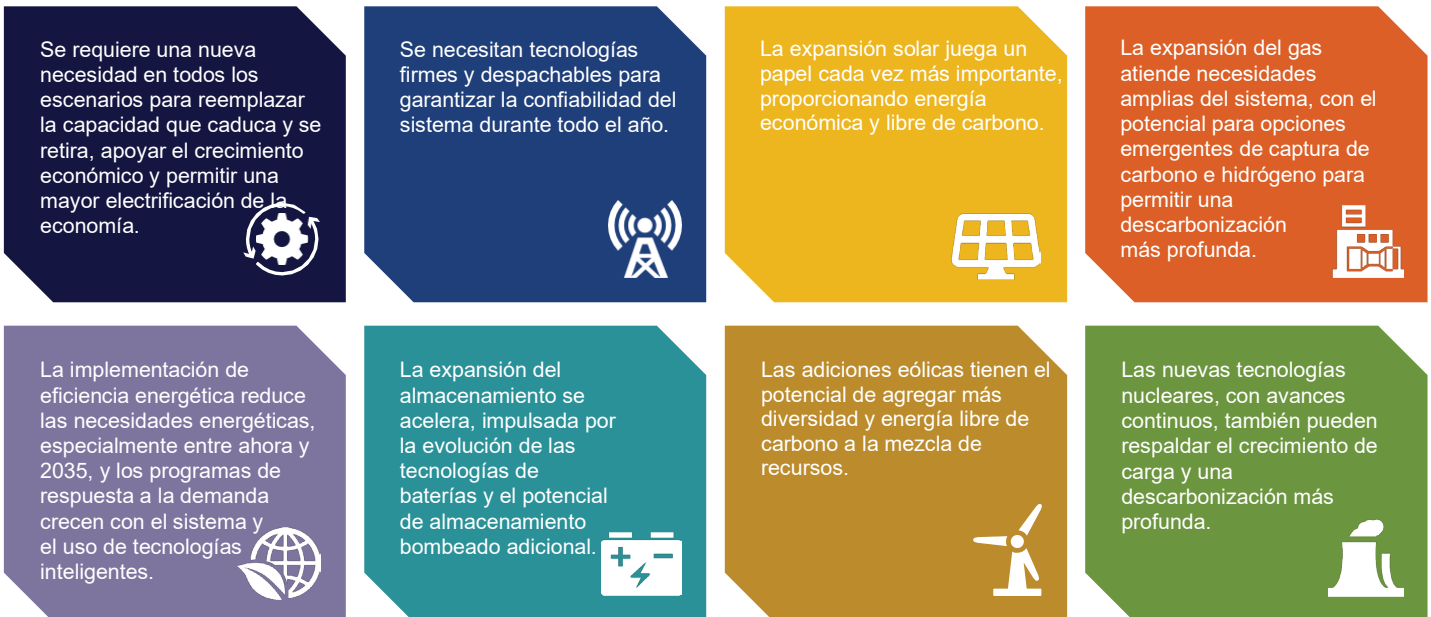 Se requiere una nueva
necesidad en todos los
escenarios para reemplazar
la capacidad que caduca y se
retira, apoyar el crecimiento
económico y permitir una
mayor electrificación de la
economía.
Se necesitan tecnologías
firmes y despachables para
garantizar la confiabilidad del
sistema durante todo el año.
La expansión solar juega un
papel cada vez más importante,
proporcionando energía
económica y libre de carbono.
La expansión del gas
atiende necesidades
amplias del sistema, con el
potencial para opciones
emergentes de captura de
carbono e hidrógeno para
permitir una
descarbonización
más profunda.
La implementación de
eficiencia energética reduce
las necesidades energéticas,
especialmente entre ahora y
2035, y los programas de
respuesta a la demanda
crecen con el sistema y
el uso de tecnologías
inteligentes.
La expansión del
almacenamiento se
acelera, impulsada por
la evolución de las
tecnologías de
baterías y el potencial
de almacenamiento
bombeado adicional.
Las adiciones eólicas tienen el
potencial de agregar más
diversidad y energía libre de
carbono a la mezcla de
recursos.
Las nuevas tecnologías
nucleares, con avances
continuos, también pueden
respaldar el crecimiento de
carga y una
descarbonización más
profunda.